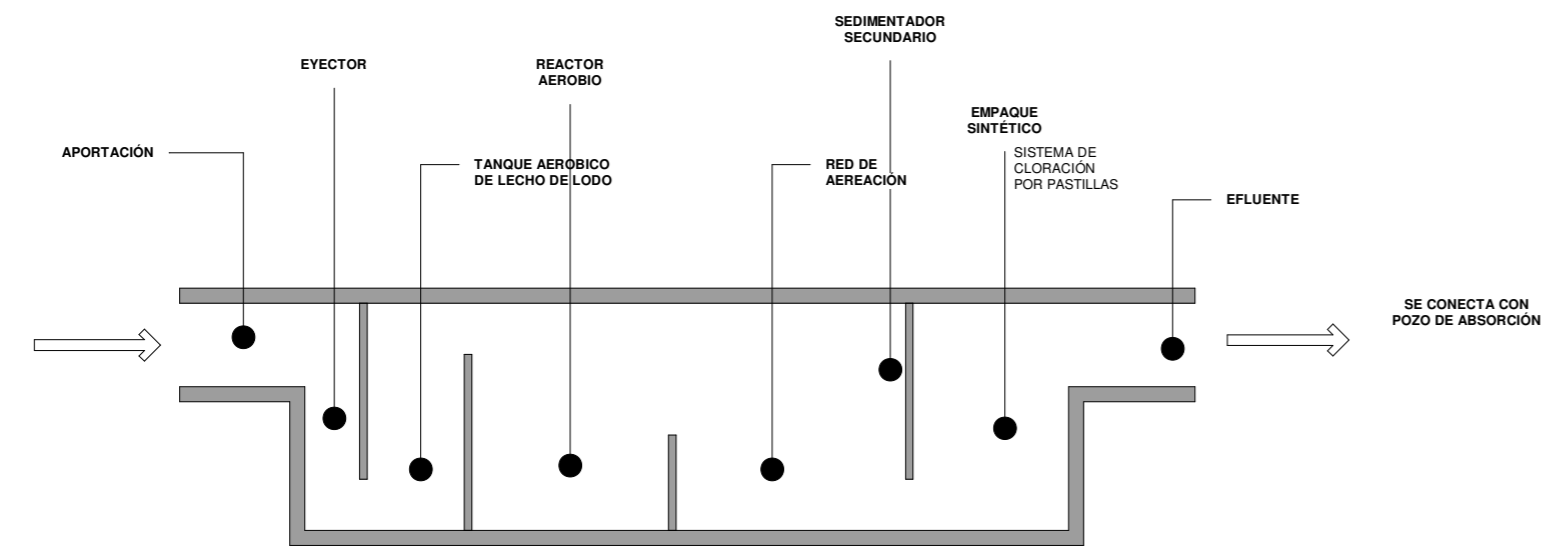 SEDIMENTADOR
SECUNDARIO
EYECTOR
REACTOR
AEROBIO
EMPAQUE
SINTÉTICO
SISTEMA DE
CLORACIÓN
POR PASTILLAS
APORTACIÓN
TANQUE AEROBICO
DE LECHO DE LODO
RED DE
AEREACIÓN
EFLUENTE
SE CONECTA CON
POZO DE ABSORCIÓN